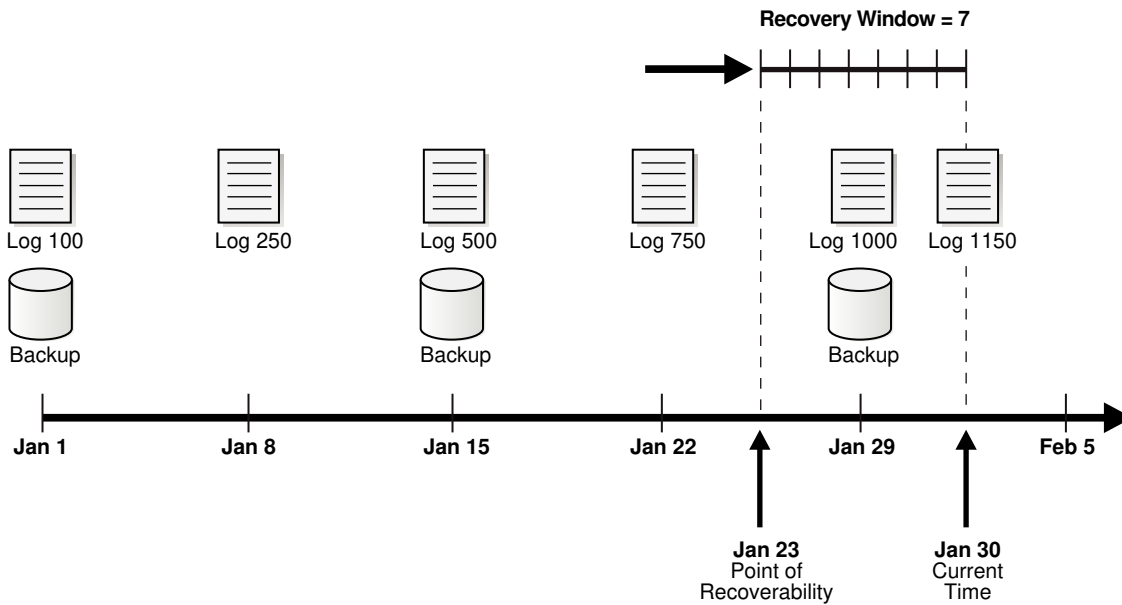 Recovery Window = 7
Log 100
Log 250
Log 500
Log 750
Log 1000
Log 1150
Backup
Backup
Backup
Jan 1
Jan 8
Jan 15
Jan 22
Jan 29
Feb 5
Jan 23
Point of
Recoverability
Jan 30
Current
Time